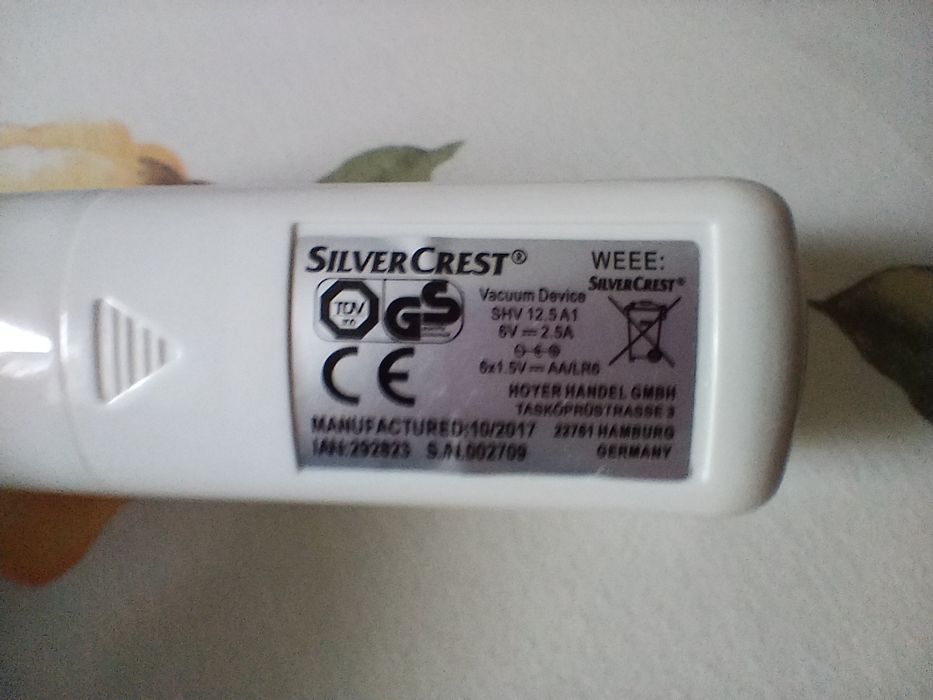 SILVERCREST®
WEEE:
SILVERCREST®
TÜV
GS
Vacuum Device
SHV 12.5 A1
6V 2.5A
6x1.5V AA/LR6
CE
HOYER HANDEL GMBH
TASKÖPRÜSTRASSE 3
22761 HAMBURG
GERMANY
MANUFACTURED:10/2017
IAN:292823 S.N.002709